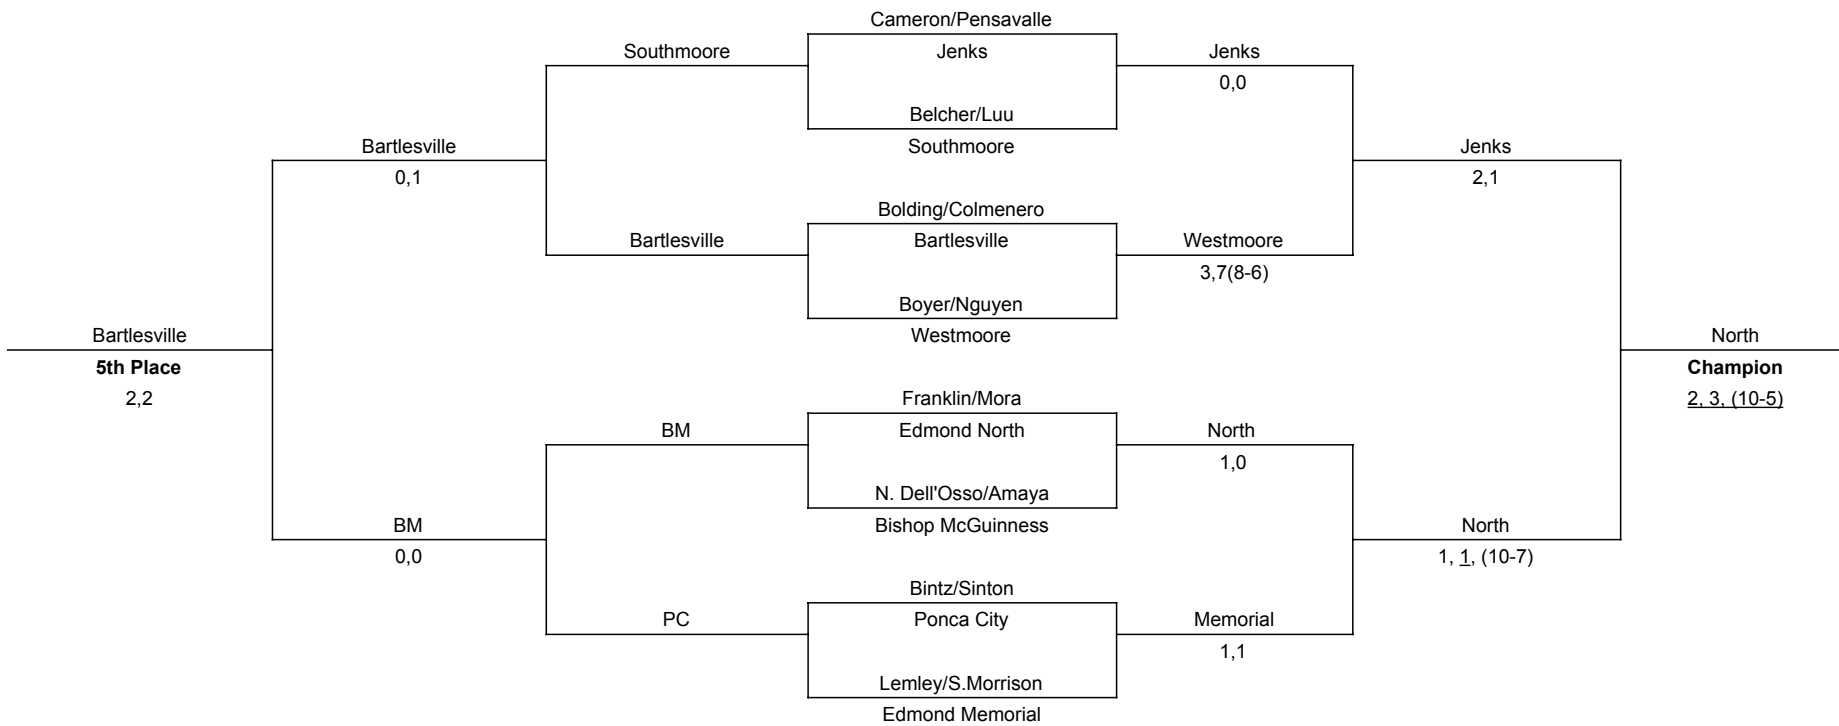 Cameron/Pensavalle
Southmoore
Jenks
Jenks
0,0
Belcher/Luu
Bartlesville
Southmoore
Jenks
0,1
2,1
Bolding/Colmenero
Bartlesville
Bartlesville
Westmoore
3,7(8-6)
Boyer/Nguyen
Bartlesville
Westmoore
North
5th Place
Champion
2,2
2, 3, (10-5)
Franklin/Mora
BM
Edmond North
North
1,0
N. Dell'Osso/Amaya
BM
Bishop McGuinness
North
0,0
1, 1, (10-7)
Bintz/Sinton
PC
Ponca City
Memorial
1,1
Lemley/S.Morrison
Edmond Memorial